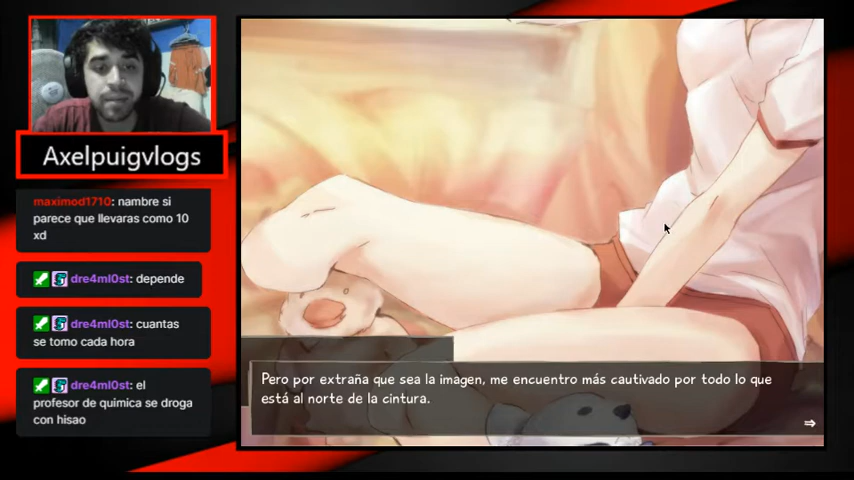 Axelpuigvlogs
maximod1710: nambre si
parece que llevaras como 10
xd
dre4ml0st: depende
dre4ml0st: cuantas
se tomo cada hora
dre4ml0st: el
profesor de quimica se droga
con hisao
Pero por extraña que sea la imagen, me encuentro más cautivado por todo lo que
está al norte de la cintura.